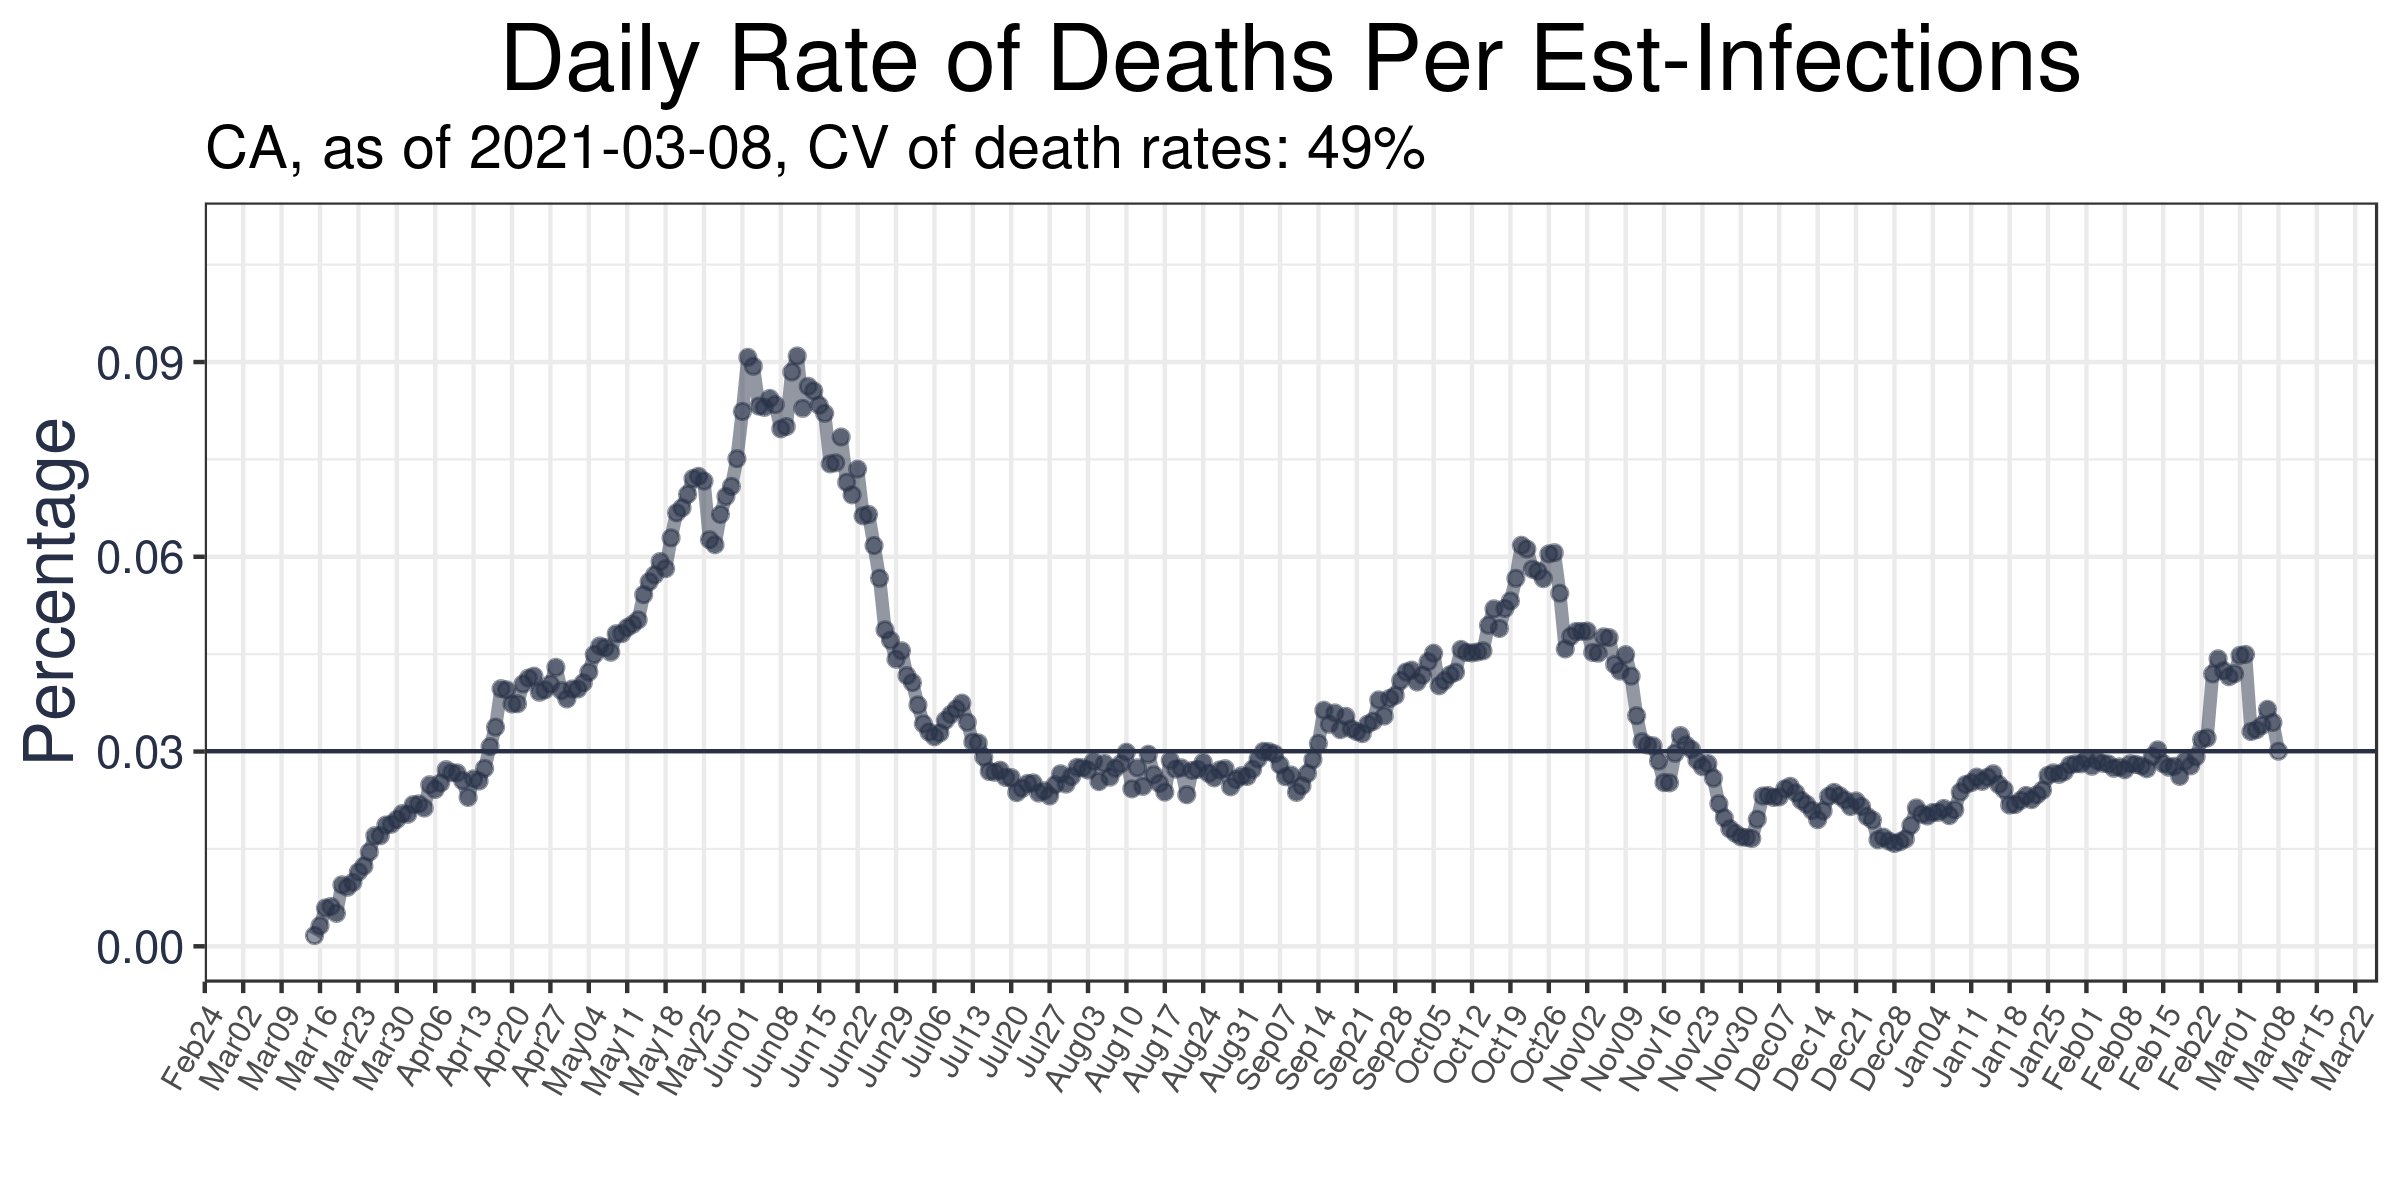 Daily Rate of Deaths Per Est-Infections
CA, as of 2021-03-08, CV of death rates: 49%
Percentage
0.09
0.06
0.03
0.00
Feb24
Mar02
Mar09
Mar16
Mar23
Mar30
Apr06
Apr13
Apr20
Apr27
May04
May11
May18
May25
Jun01
Jun08
Jun15
Jun22
Jun29
Jul06
Jul13
Jul20
Jul27
Aug03
Aug10
Aug17
Aug24
Aug31
Sep07
Sep14
Sep21
Sep28
Oct05
Oct12
Oct19
Oct26
Nov02
Nov09
Nov16
Nov23
Nov30
Dec07
Dec14
Dec21
Dec28
Jan04
Jan11
Jan18
Jan25
Feb01
Feb08
Feb15
Feb22
Mar01
Mar08
Mar15
Mar22